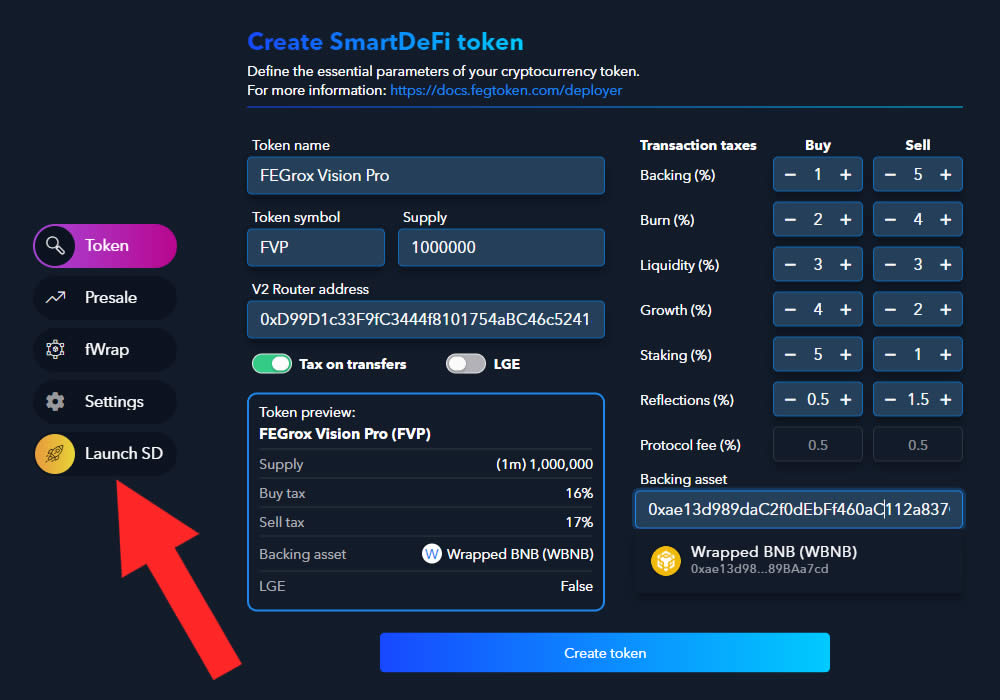 Create SmartDeFi token
Define the essential parameters of your cryptocurrency token.
For more information: https://docs.fegtoken.com/deployer
Token
Presale
fWrap
Settings
Launch SD
Token name
FEGrox Vision Pro
Token symbol
FVP
Supply
1000000
V2 Router address
0xD99D1c33F9fC3444f8101754aBC46c5241
Tax on transfers
LGE
Token preview:
FEGrox Vision Pro (FVP)
Supply (1m) 1,000,000
Buy tax 16%
Sell tax 17%
Backing asset W Wrapped BNB (WBNB)
LGE False
Transaction taxes Buy Sell
Backing (%) − 1 + − 5 +
Burn (%) − 2 + − 4 +
Liquidity (%) − 3 + − 3 +
Growth (%) − 4 + − 2 +
Staking (%) − 5 + − 1 +
Reflections (%) − 0.5 + − 1.5 +
Protocol fee (%) 0.5 0.5
Backing asset
0xae13d989daC2f0dEbFf460aC112a837
Wrapped BNB (WBNB)
0xae13d98...89BAa7cd
Create token